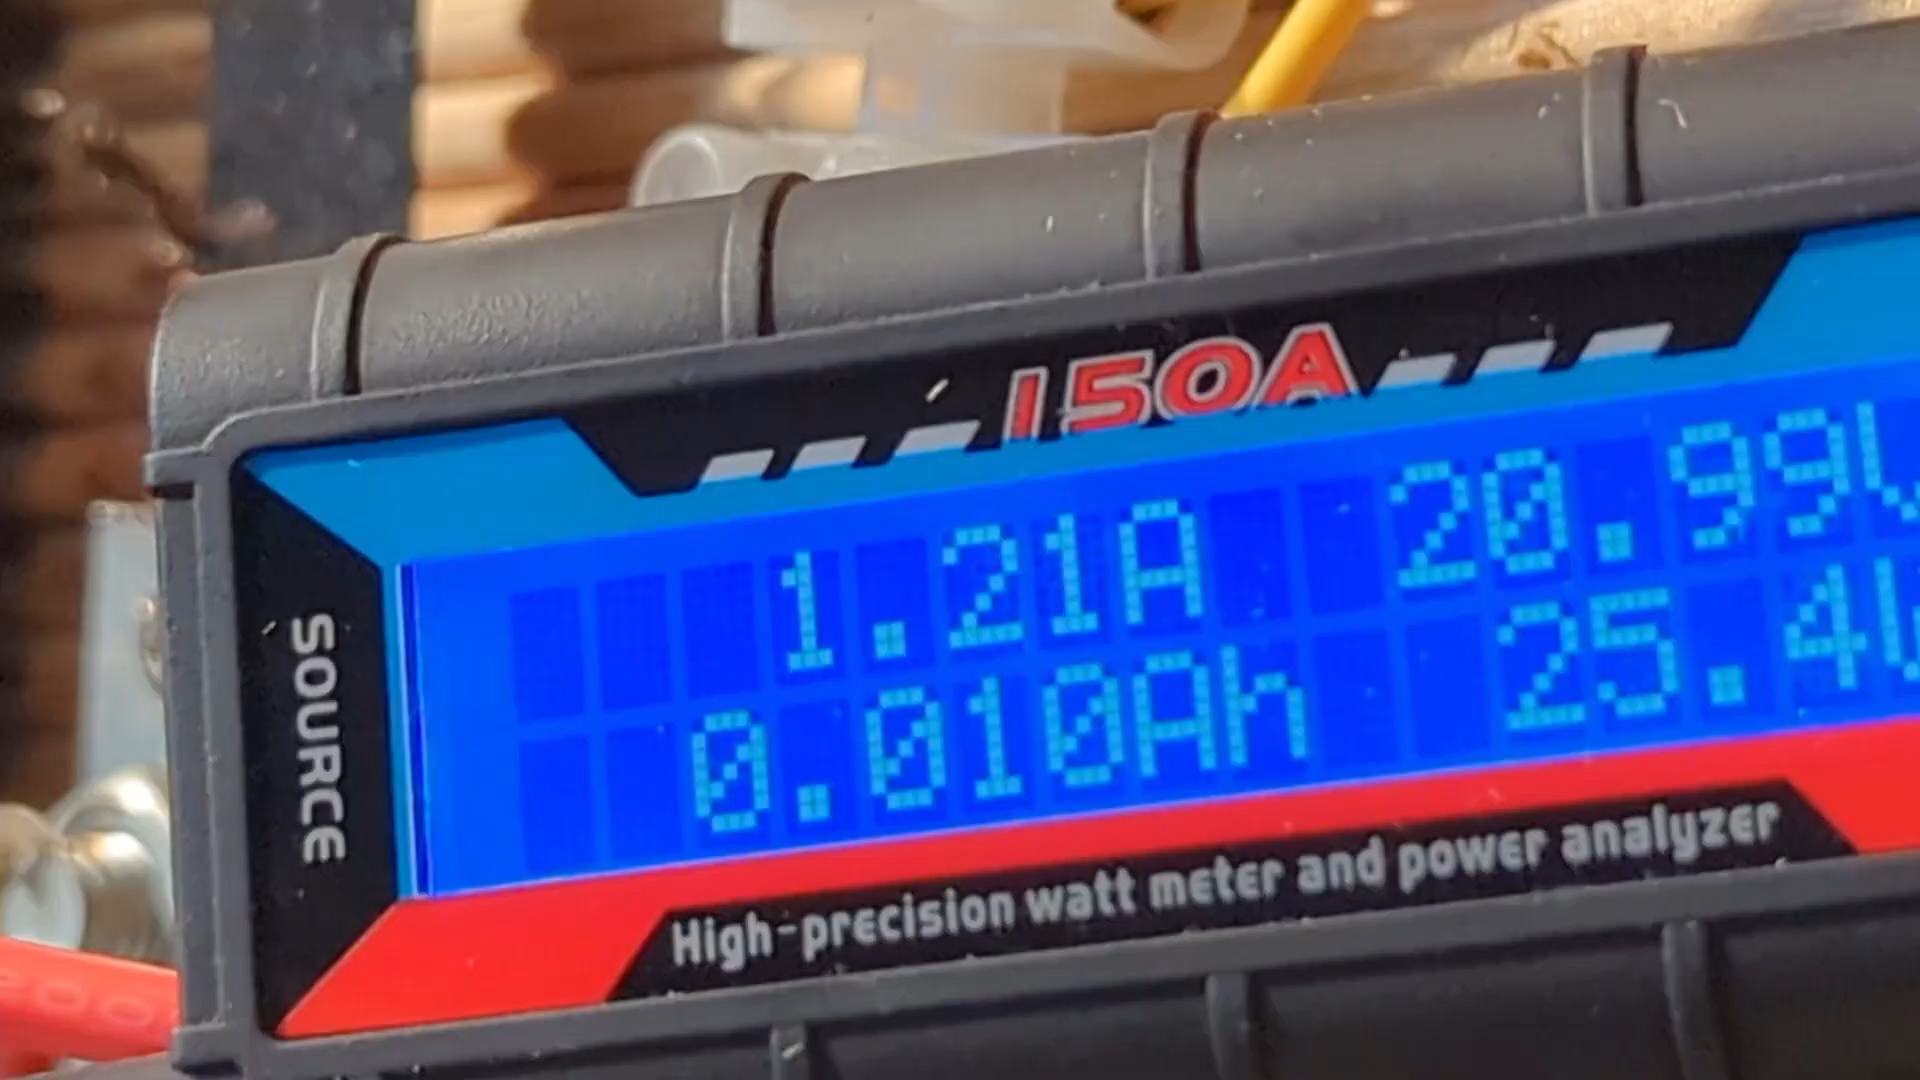 150A
1.21A 20.99V
0.010Ah 25.4W
SOURCE
High-precision watt meter and power analyzer